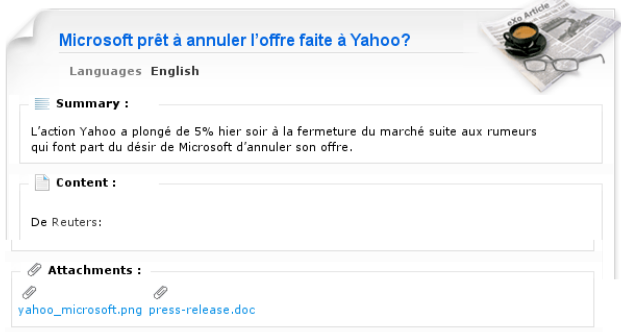 eXo Article
Microsoft prêt à annuler l'offre faite à Yahoo?
Languages English
Summary :
L'action Yahoo a plongé de 5% hier soir à la fermeture du marché suite aux rumeurs
qui font part du désir de Microsoft d'annuler son offre.
Content :
De Reuters:
Attachments :
yahoo_microsoft.png press-release.doc